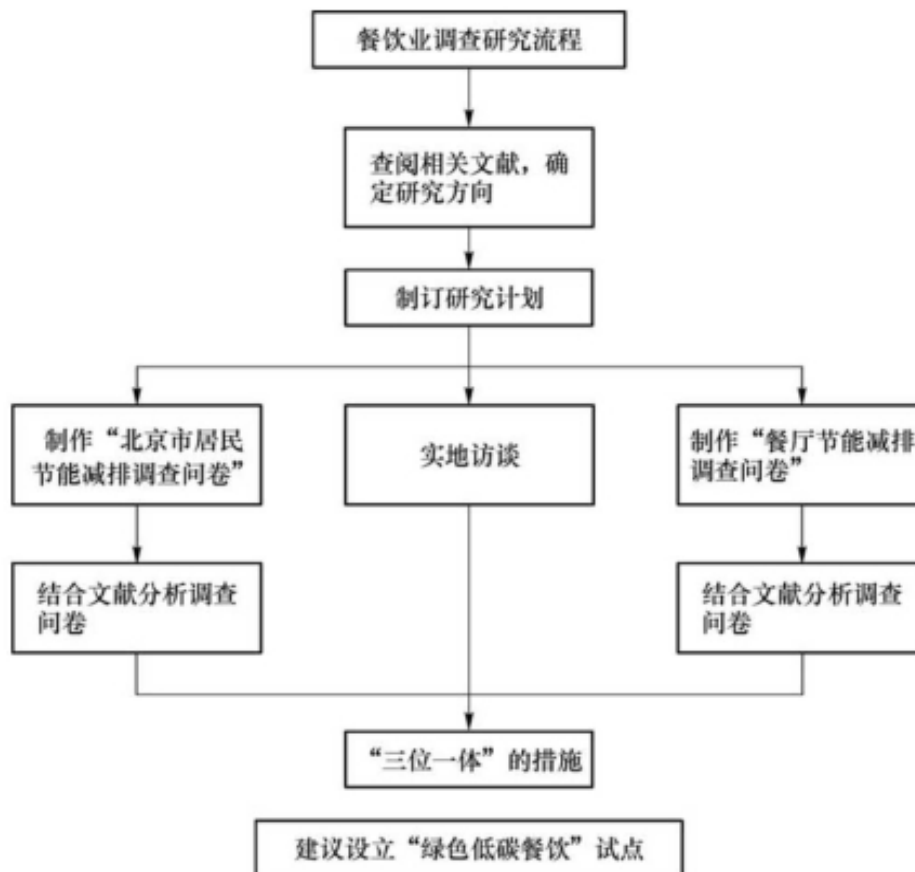 餐饮业调查研究流程
查阅相关文献，确
定研究方向
制订研究计划
制作“北京市居民
节能减排调查问卷”
实地访谈
制作“餐厅节能减排
调查问卷”
结合文献分析调查
问卷
结合文献分析调查
问卷
“三位一体”的措施
建议设立“绿色低碳餐饮”试点